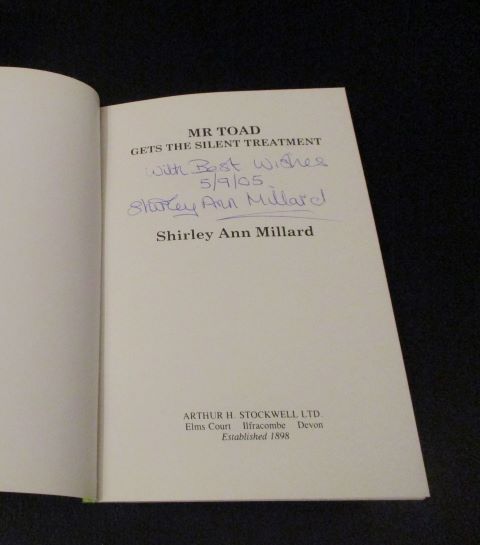 MR TOAD
GETS THE SILENT TREATMENT
With Best Wishes
5/9/05
Shirley Ann Millard
Shirley Ann Millard
ARTHUR H. STOCKWELL LTD.
Elms Court Ilfracombe Devon
Established 1898